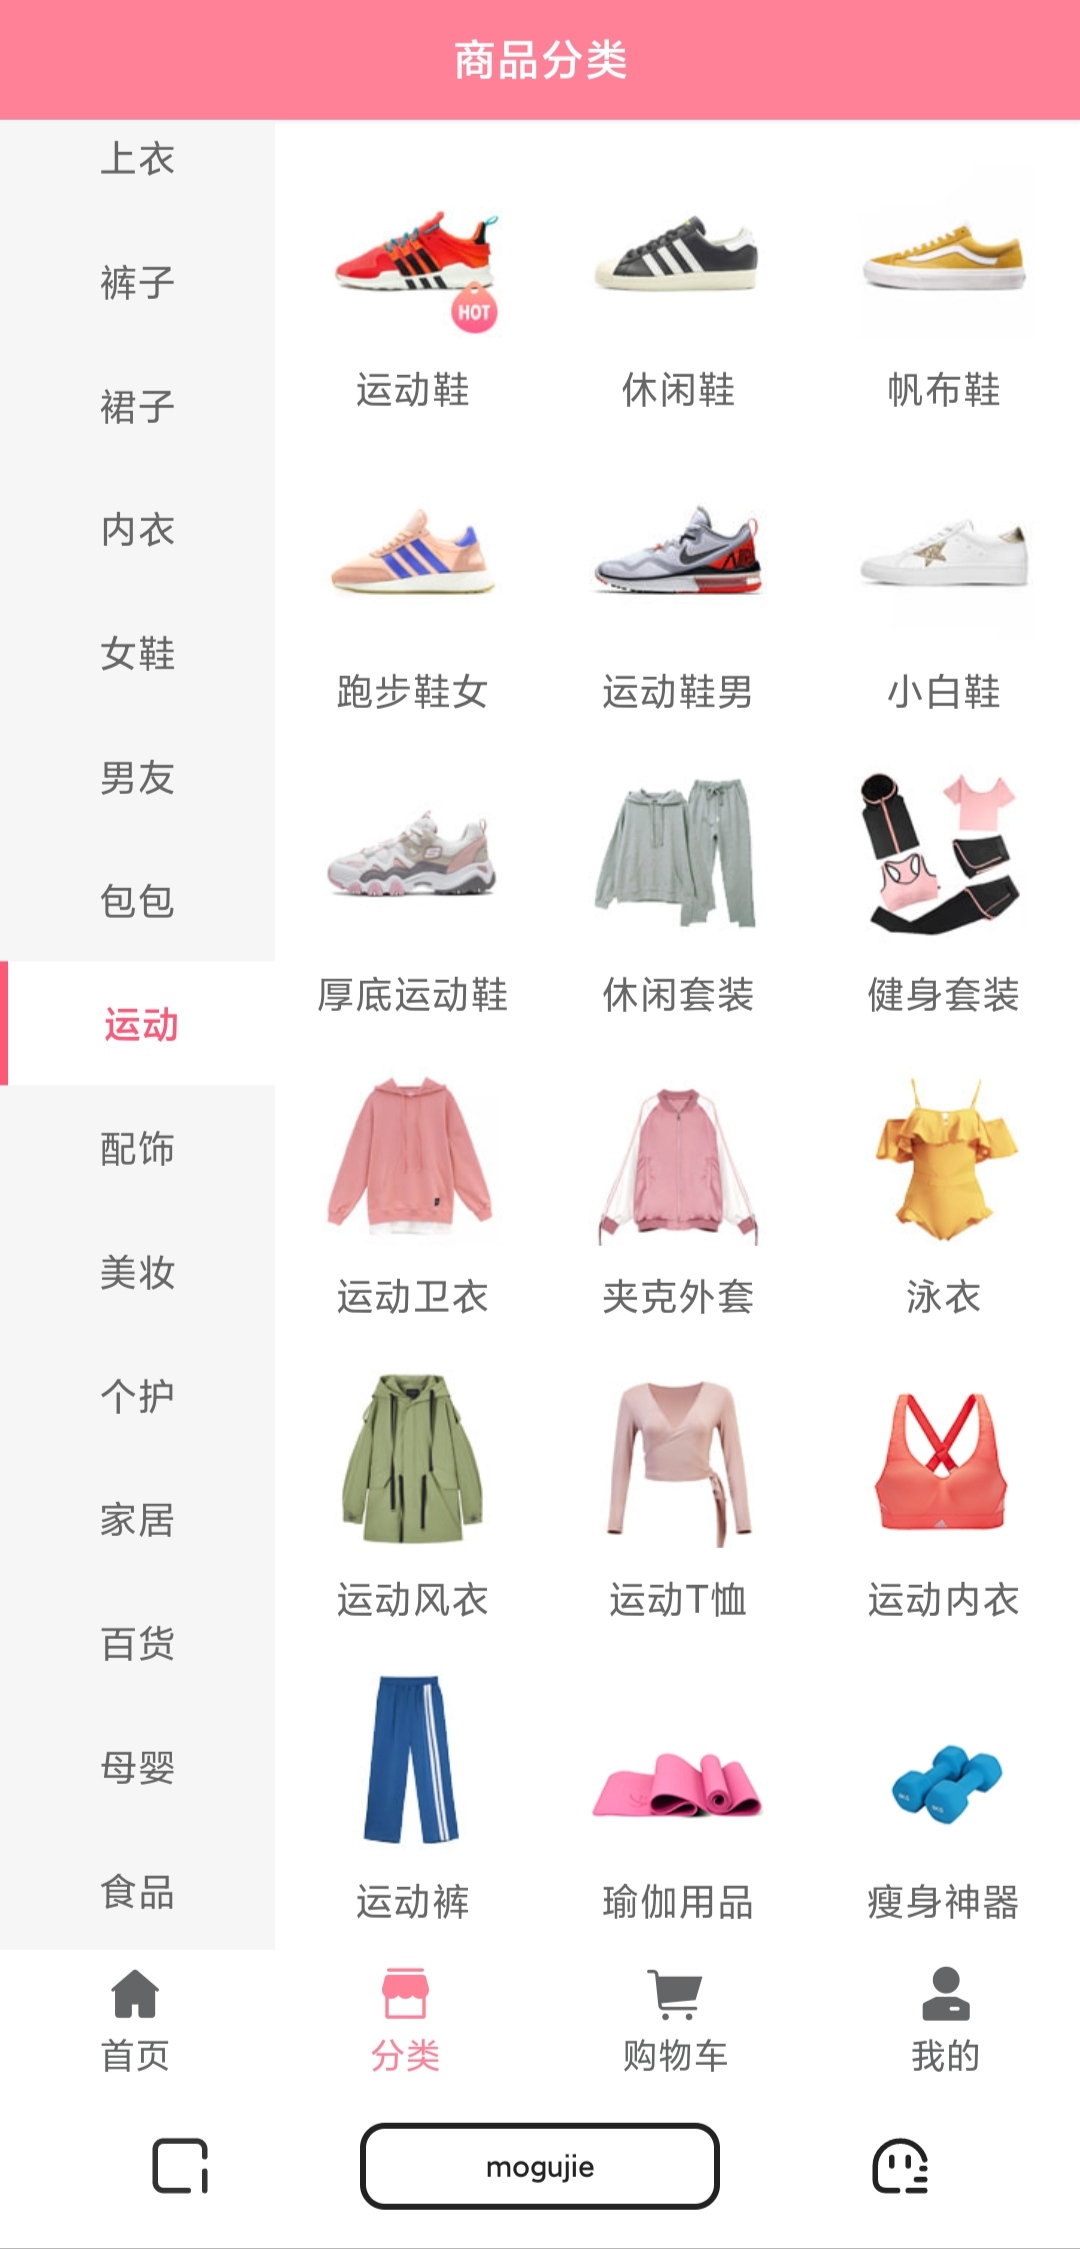 商品分类
上衣
裤子
裙子
内衣
女鞋
男友
包包
运动
配饰
美妆
个护
家居
百货
母婴
食品
HOT
运动鞋
休闲鞋
帆布鞋
跑步鞋女
运动鞋男
小白鞋
厚底运动鞋
休闲套装
健身套装
运动卫衣
夹克外套
泳衣
运动风衣
运动T恤
运动内衣
运动裤
瑜伽用品
瘦身神器
首页
分类
购物车
我的
mogujie